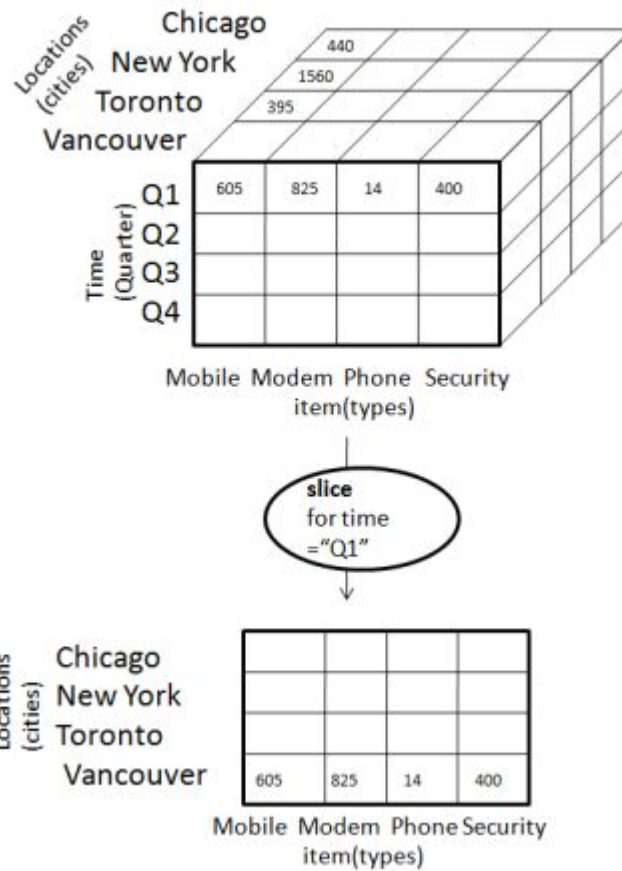 Locations
(cities)
Chicago
New York
Toronto
Vancouver
440
1560
395
Time
(Quarter)
Q1 605 825 14 400
Q2
Q3
Q4
Mobile Modem Phone Security
item(types)
slice
for time
=“Q1”
Locations
(cities)
Chicago
New York
Toronto
Vancouver 605 825 14 400
Mobile Modem Phone Security
item(types)